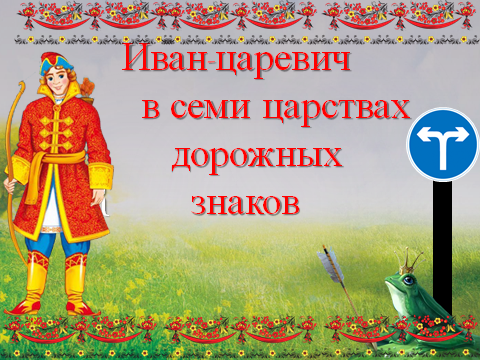 Иван-царевич
в семи царствах
дорожных
знаков